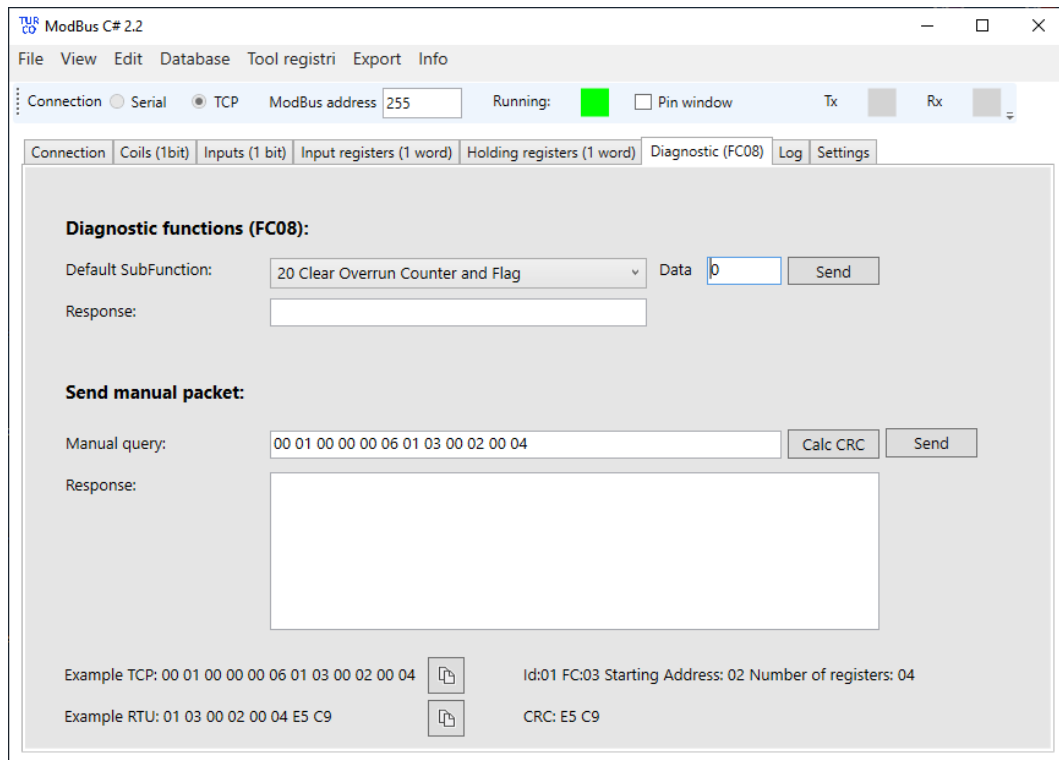 TUR
CO ModBus C# 2.2
File View Edit Database Tool registri Export Info
Connection Serial TCP ModBus address 255 Running: Pin window Tx Rx
Connection Coils (1bit) Inputs (1 bit) Input registers (1 word) Holding registers (1 word) Diagnostic (FC08) Log Settings
Diagnostic functions (FC08):
Default SubFunction: 20 Clear Overrun Counter and Flag Data 0 Send
Response:
Send manual packet:
Manual query: 00 01 00 00 00 06 01 03 00 02 00 04 Calc CRC Send
Response:
Example TCP: 00 01 00 00 00 06 01 03 00 02 00 04 Id:01 FC:03 Starting Address: 02 Number of registers: 04
Example RTU: 01 03 00 02 00 04 E5 C9 CRC: E5 C9